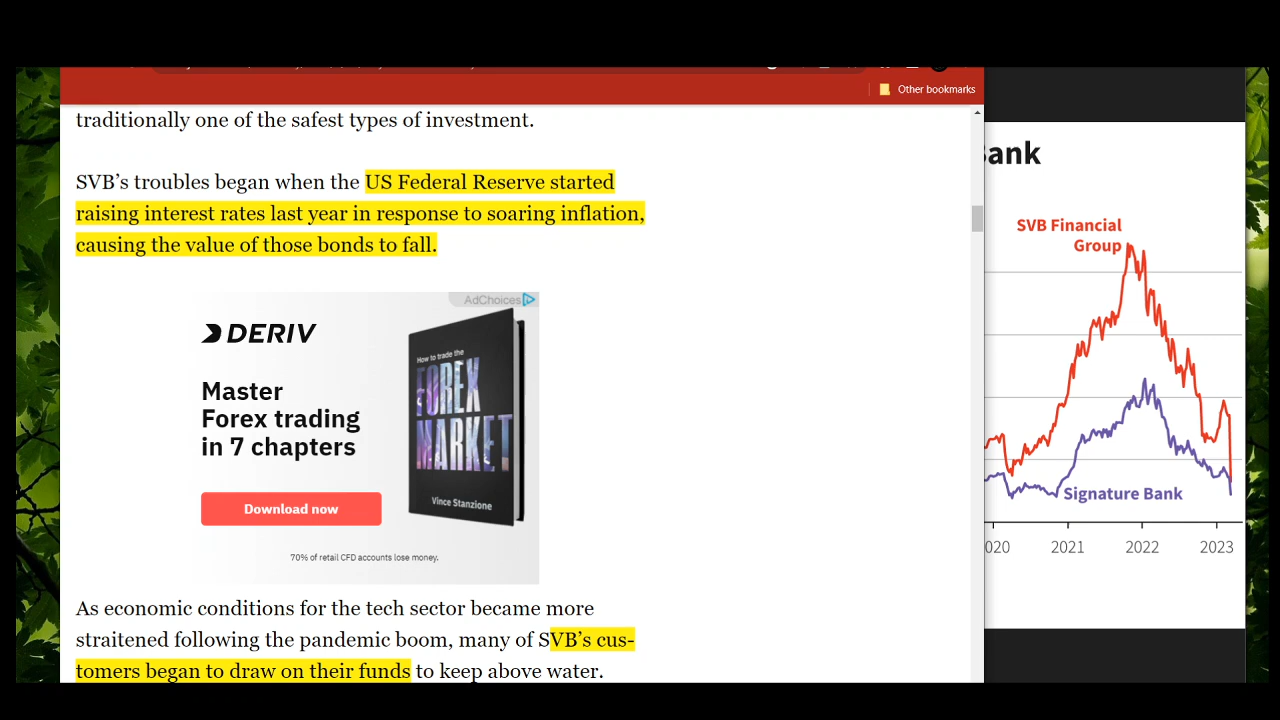 Other bookmarks
traditionally one of the safest types of investment.
SVB's troubles began when the US Federal Reserve started
raising interest rates last year in response to soaring inflation,
causing the value of those bonds to fall.
AdChoices
DERIV
Master
Forex trading
in 7 chapters
Download now
70% of retail CFD accounts lose money.
How to trade the
FOREX
MARKET
Vince Stanzione
As economic conditions for the tech sector became more
straitened following the pandemic boom, many of SVB's cus-
tomers began to draw on their funds to keep above water.
Bank
SVB Financial
Group
Signature Bank
020 2021 2022 2023